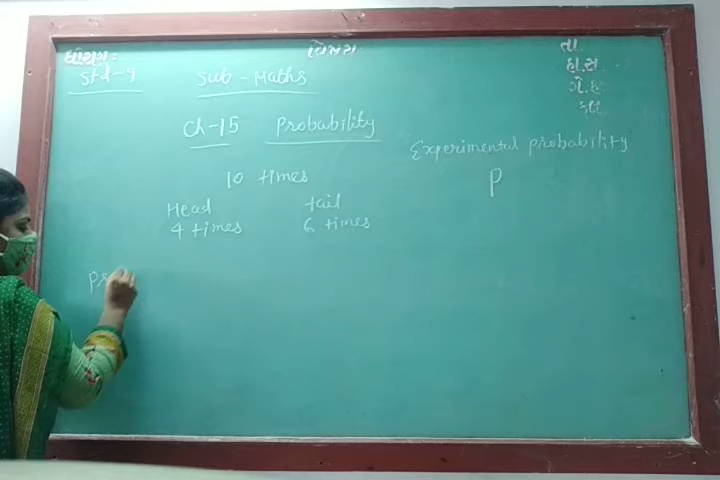 ધોરણ : વિષય તા
Std-9 Sub - Maths હા.સ
ગે.હ
કુલ
Ch-15 Probability
Experimental probability
10 times P
Head tail
4 times 6 times
Pr